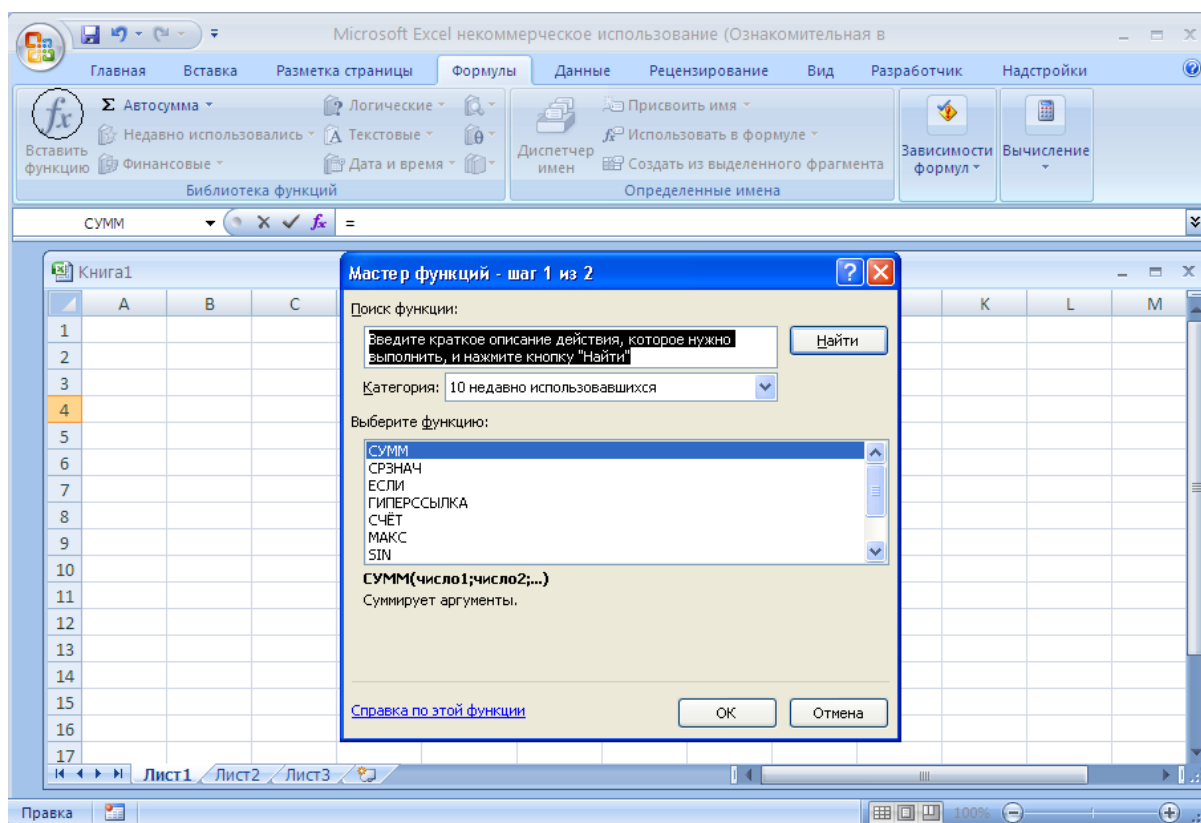 Microsoft Excel некоммерческое использование (Ознакомительная в
Главная Вставка Разметка страницы Формулы Данные Рецензирование Вид Разработчик Надстройки
fx Σ Автосумма Логические Присвоить имя
Недавно использовались Текстовые Использовать в формуле
Вставить функцию Финансовые Дата и время Диспетчер имен Создать из выделенного фрагмента Зависимости формул Вычисление
Библиотека функций Определенные имена
СУММ fx =
Книга1
Мастер функций - шаг 1 из 2
A B C K L M
Поиск функции:
Введите краткое описание действия, которое нужно
выполнить, и нажмите кнопку "Найти"
Найти
Категория: 10 недавно использовавшихся
Выберите функцию:
СУММ
СРЗНАЧ
ЕСЛИ
ГИПЕРССЫЛКА
СЧЁТ
МАКС
SIN
СУММ(число1;число2;...)
Суммирует аргументы.
Справка по этой функции
ОК Отмена
1
2
3
4
5
6
7
8
9
10
11
12
13
14
15
16
17
Лист1 Лист2 Лист3
Правка 100%